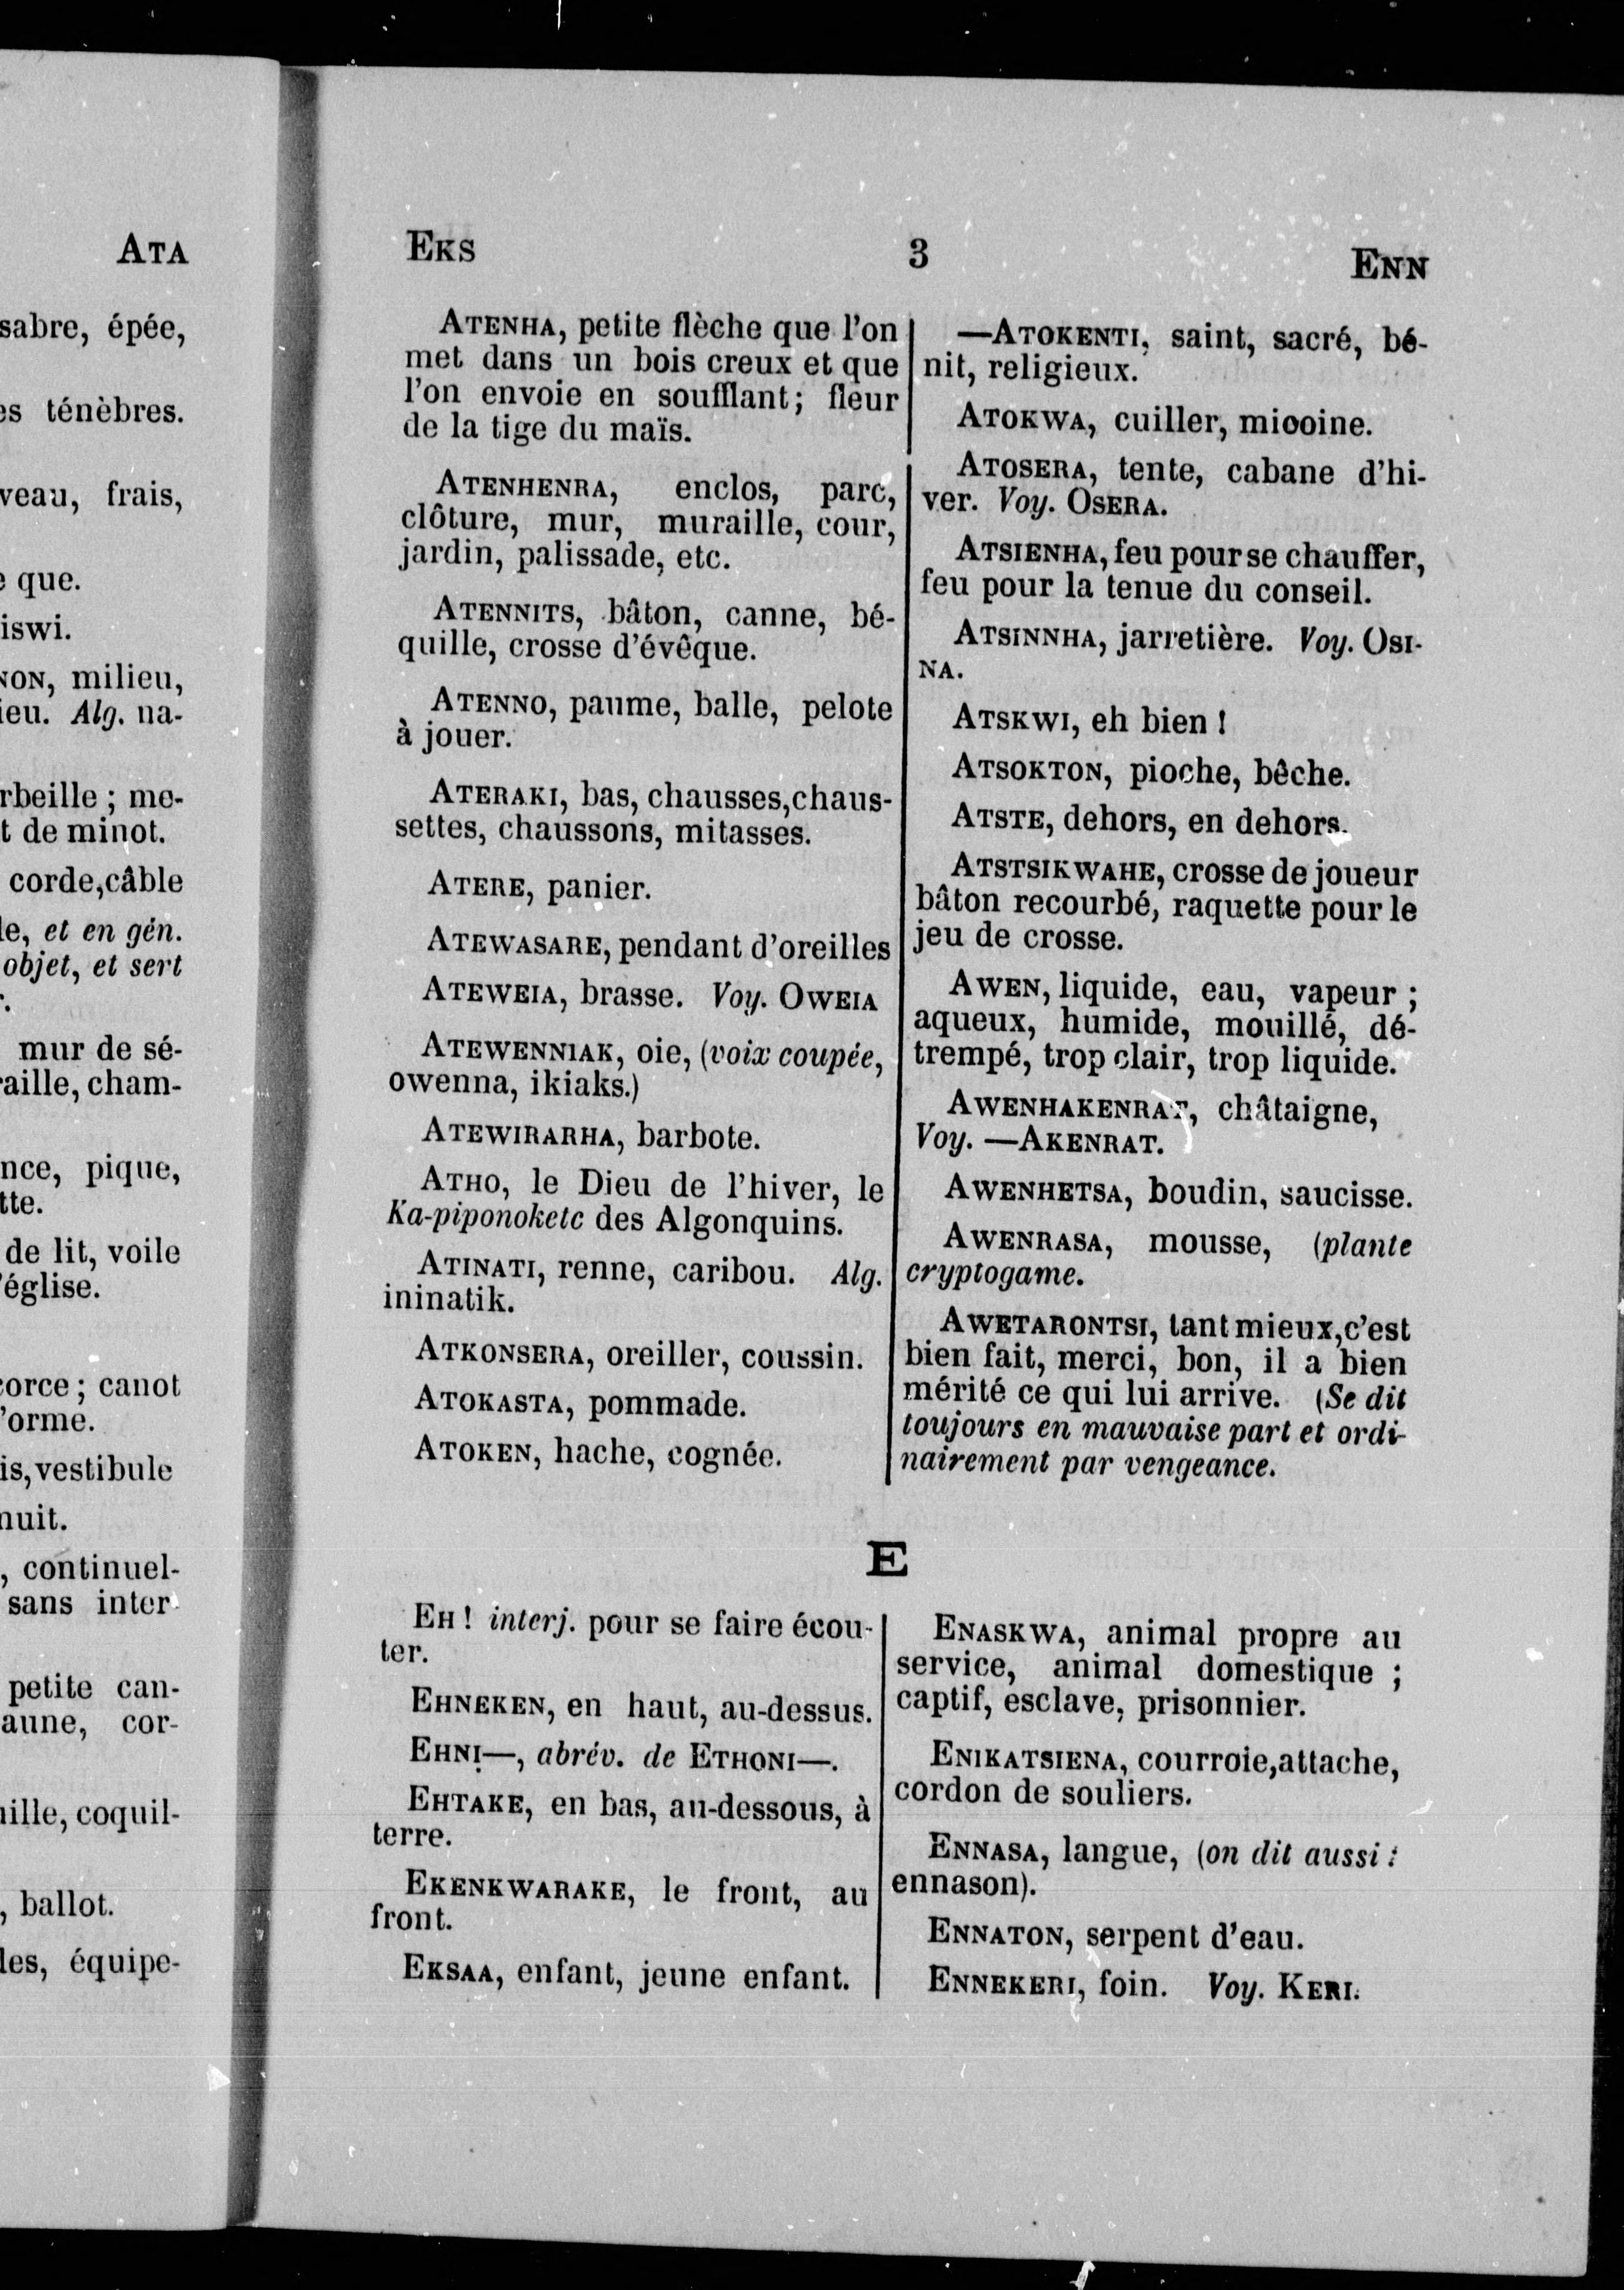 ATA
sabre, épée,
es ténèbres.
veau, frais,
e que.
iswi.
NON, milieu,
ieu. Alg. na-
rbeille ; me-
t de minot.
corde,câble
le, et en gén.
objet, et sert
mur de sé-
raille, cham-
nce, pique,
tte.
de lit, voile
'église.
corce ; canot
'orme.
is, vestibule
nuit.
, continuel-
sans inter-
petite can-
aune, cor-
uille, coquil-
, ballot.
les, équipe-
EKS 3 ENN
ATENHA, petite flèche que l'on
met dans un bois creux et que
l'on envoie en soufflant; fleur
de la tige du maïs.
ATENHENRA, enclos, parc,
clôture, mur, muraille, cour,
jardin, palissade, etc.
ATENNITS, bâton, canne, bé-
quille, crosse d'évêque.
ATENNO, paume, balle, pelote
à jouer.
ATERAKI, bas, chausses,chaus-
settes, chaussons, mitasses.
ATERE, panier.
ATEWASARE, pendant d'oreilles
ATEWEIA, brasse. Voy. OWEIA
ATEWENNIAK, oie, (voix coupée,
owenna, ikiaks.)
ATEWIRARHA, barbote.
ATHO, le Dieu de l'hiver, le
Ka-piponoketc des Algonquins.
ATINATI, renne, caribou. Alg.
ininatik.
ATKONSERA, oreiller, coussin.
ATOKASTA, pommade.
ATOKEN, hache, cognée.
—ATOKENTI, saint, sacré, bé-
nit, religieux.
ATOKWA, cuiller, micoine.
ATOSERA, tente, cabane d'hi-
ver. Voy. OSERA.
ATSIENHA, feu pour se chauffer,
feu pour la tenue du conseil.
ATSINNHA, jarretière. Voy. OSI-
NA.
ATSKWI, eh bien !
ATSOKTON, pioche, bêche.
ATSTE, dehors, en dehors.
ATSTSIKWAHE, crosse de joueur
bâton recourbé, raquette pour le
jeu de crosse.
AWEN, liquide, eau, vapeur ;
aqueux, humide, mouillé, dé-
trempé, trop clair, trop liquide.
AWENHAKENRAT, châtaigne,
Voy. —AKENRAT.
AWENHETSA, boudin, saucisse.
AWENRASA, mousse, (plante
cryptogame.
AWETARONTSI, tant mieux,c'est
bien fait, merci, bon, il a bien
mérité ce qui lui arrive. (Se dit
toujours en mauvaise part et ordi-
nairement par vengeance.
E
EH ! interj. pour se faire écou-
ter.
EHNEKEN, en haut, au-dessus.
EHNI—, abrév. de ETHONI—.
EHTAKE, en bas, au-dessous, à
terre.
EKENKWARAKE, le front, au
front.
EKSAA, enfant, jeune enfant.
ENASKWA, animal propre au
service, animal domestique ;
captif, esclave, prisonnier.
ENIKATSIENA, courroie,attache,
cordon de souliers.
ENNASA, langue, (on dit aussi :
ennason).
ENNATON, serpent d'eau.
ENNEKERI, foin. Voy. KERI.